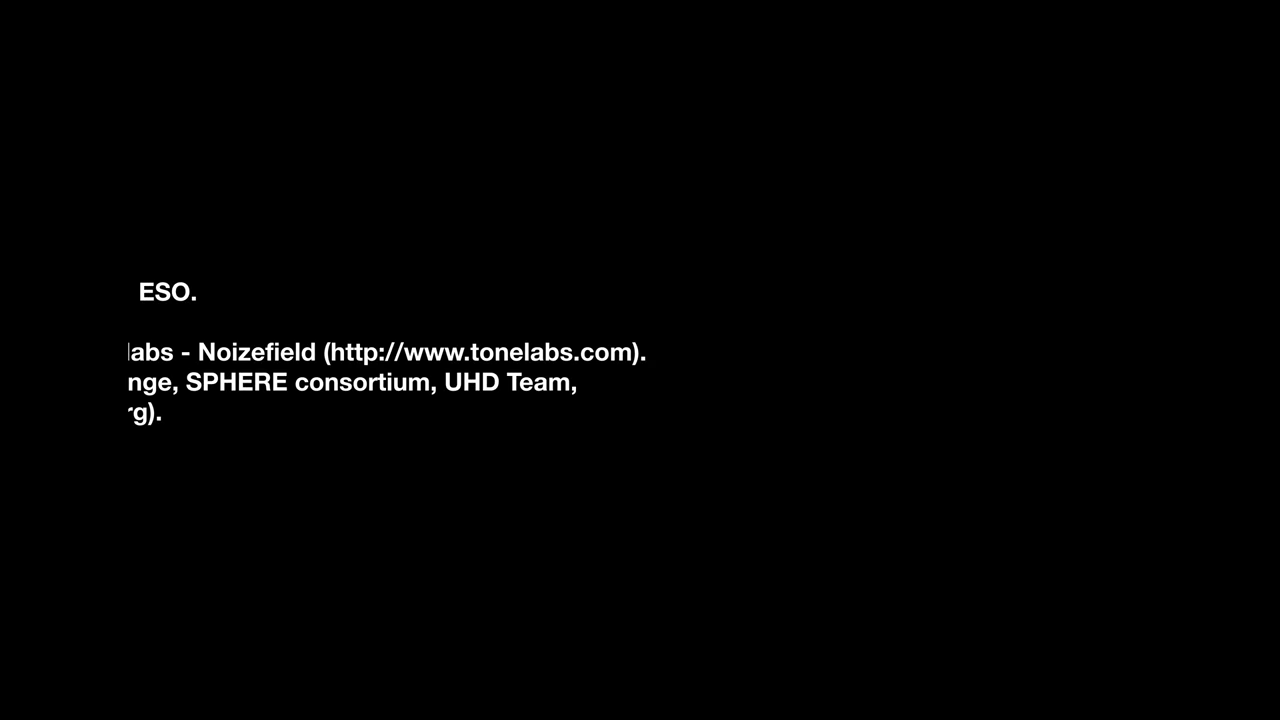 ESO.
labs - Noizefield (http://www.tonelabs.com).
nge, SPHERE consortium, UHD Team,
rg).